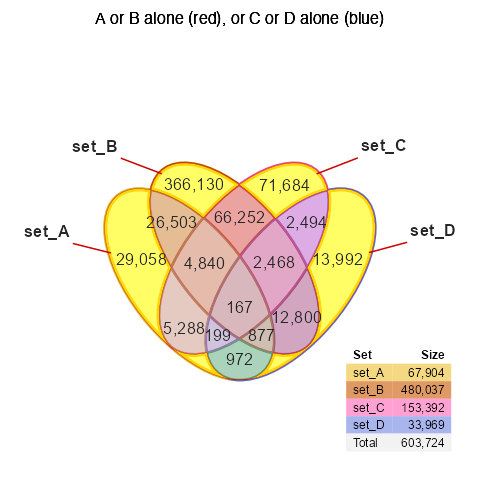 A or B alone (red), or C or D alone (blue)
set_B
set_C
366,130
71,684
26,503
66,252
2,494
set_A
set_D
29,058
4,840
2,468
13,992
167
5,288
199
877
12,800
972
Set Size
set_A 67,904
set_B 480,037
set_C 153,392
set_D 33,969
Total 603,724